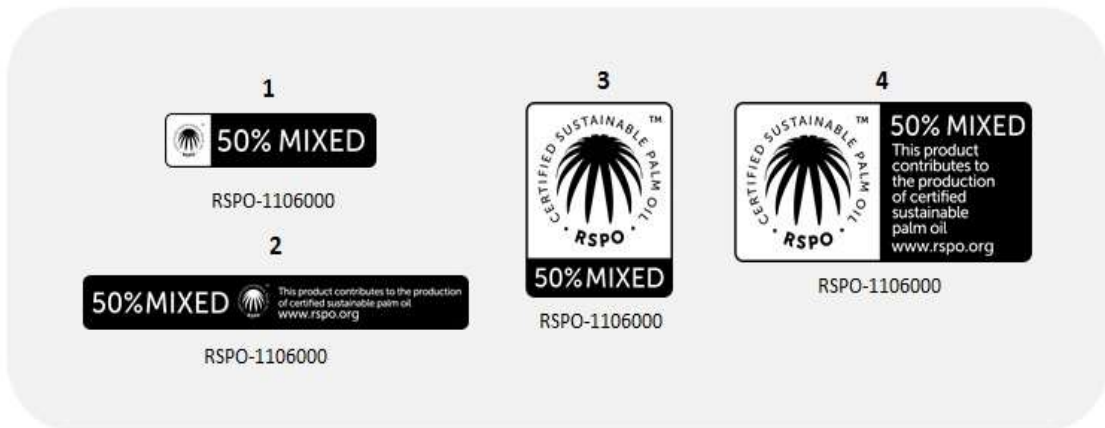 1
50% MIXED
RSPO-1106000
2
50%MIXED
RSPO
This product contributes to the production
of certified sustainable palm oil
www.rspo.org
RSPO-1106000
3
CERTIFIED SUSTAINABLE PALM OIL
TM
RSPO
50% MIXED
RSPO-1106000
4
CERTIFIED SUSTAINABLE PALM OIL
TM
RSPO
50% MIXED
This product
contributes to
the production
of certified
sustainable
palm oil
www.rspo.org
RSPO-1106000